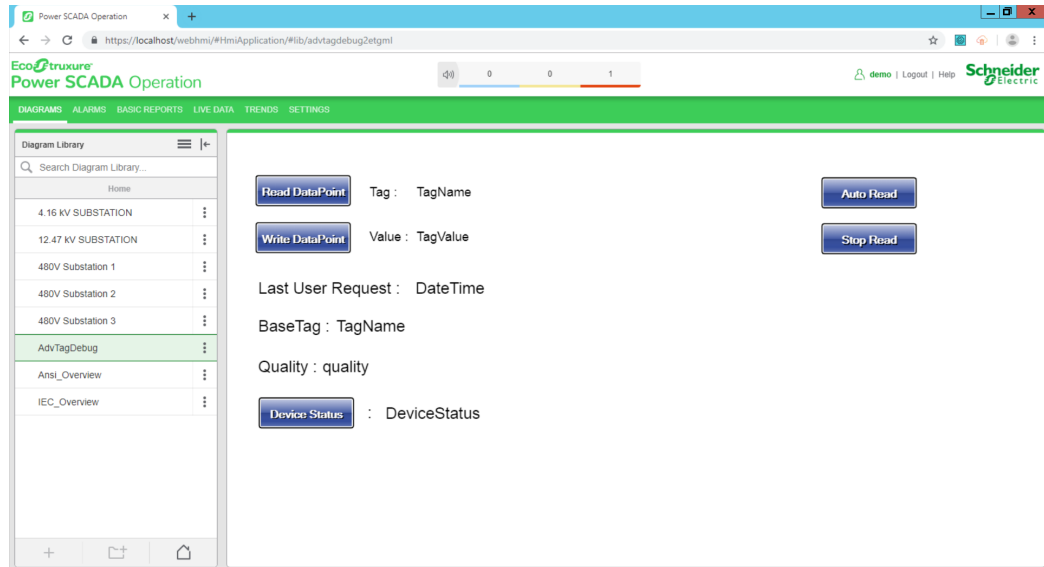 Power SCADA Operation
https://localhost/webhmi/#HmiApplication/#lib/advtagdebug2etgml
EcoStruxure
Power SCADA Operation
0 0 1
demo | Logout | Help
Schneider
Electric
DIAGRAMS ALARMS BASIC REPORTS LIVE DATA TRENDS SETTINGS
Diagram Library
Search Diagram Library...
Home
4.16 kV SUBSTATION
12.47 kV SUBSTATION
480V Substation 1
480V Substation 2
480V Substation 3
AdvTagDebug
Ansi_Overview
IEC_Overview
Read DataPoint Tag : TagName Auto Read
Write DataPoint Value : TagValue Stop Read
Last User Request : DateTime
BaseTag : TagName
Quality : quality
Device Status : DeviceStatus